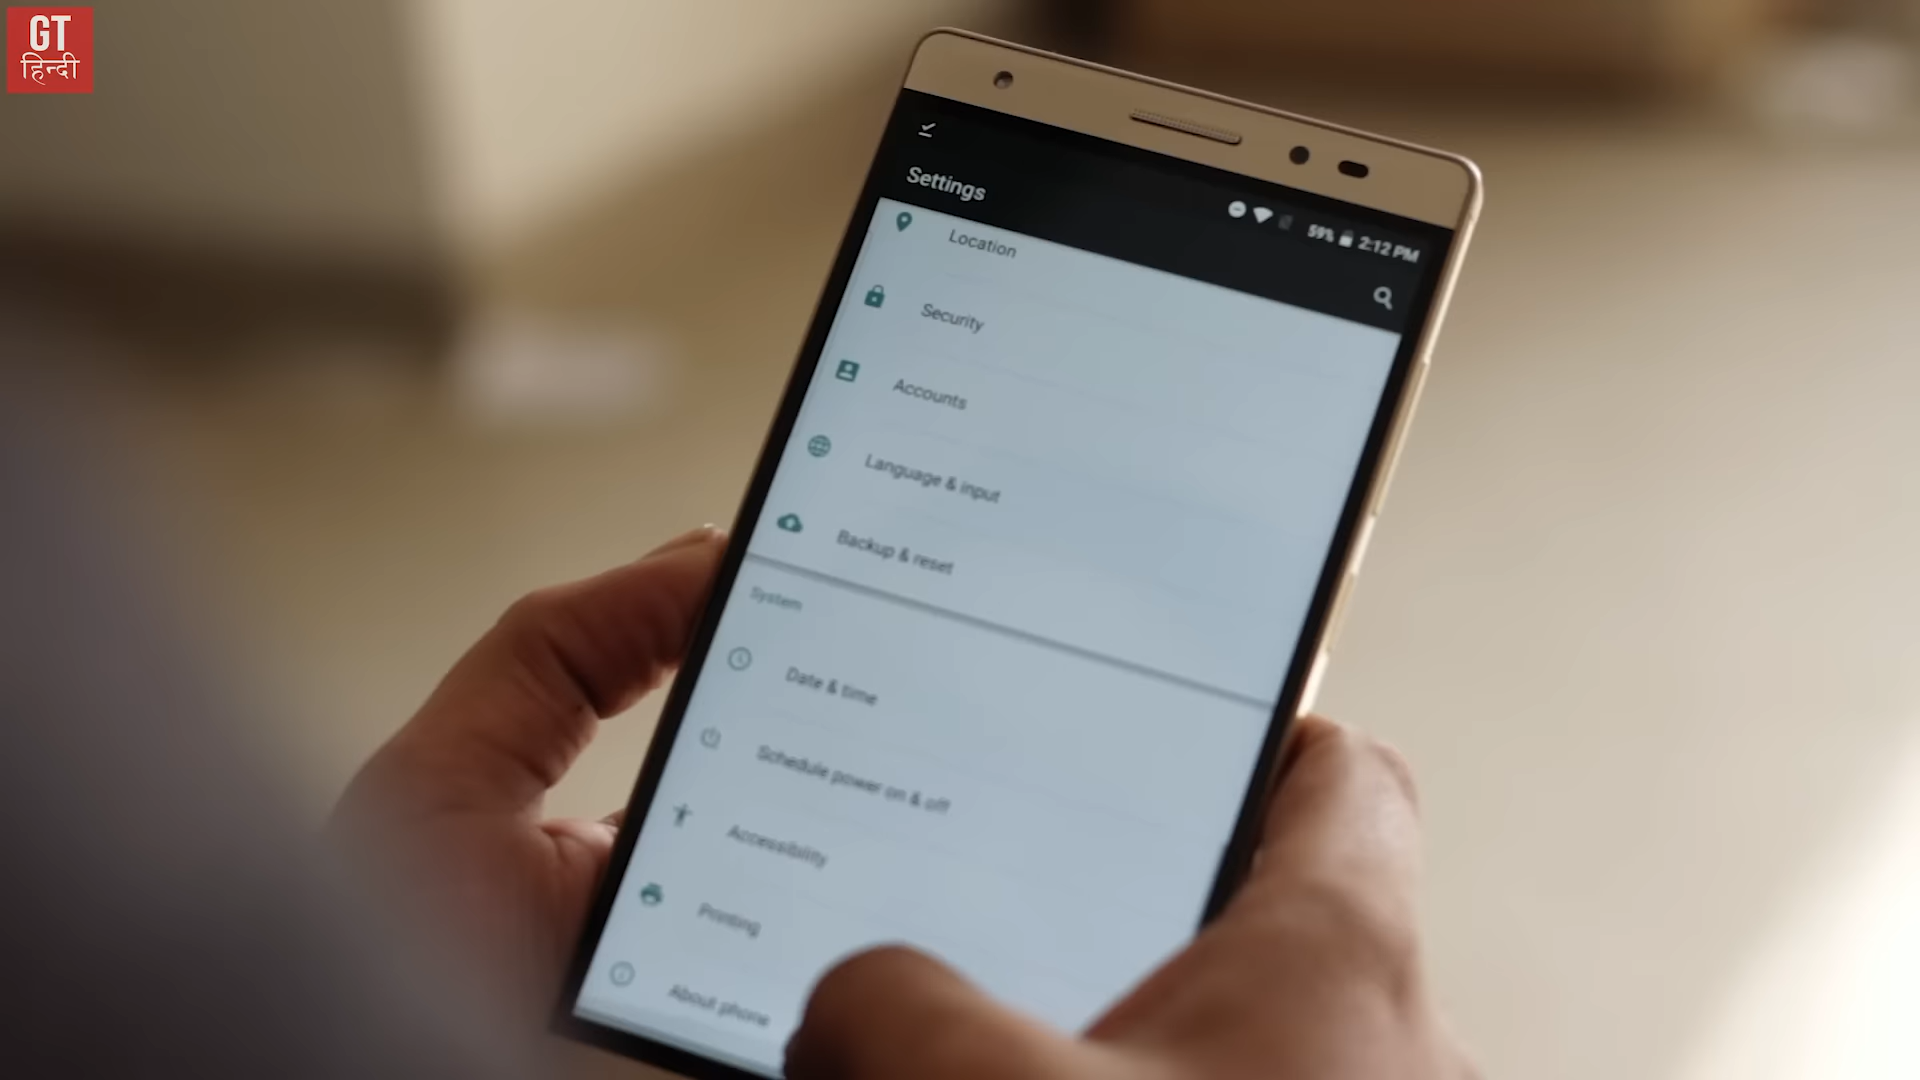 GT
हिन्दी
59% 2:12 PM
Settings
Location
Security
Accounts
Language & input
Backup & reset
System
Date & time
Schedule power on & off
Accessibility
Printing
About phone